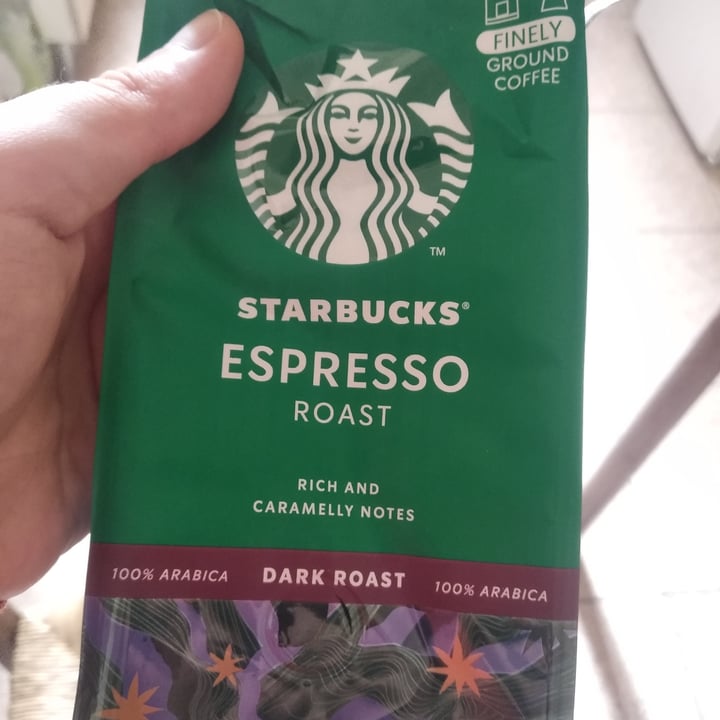 FINELY
GROUND
COFFEE
TM
STARBUCKS®
ESPRESSO
ROAST
RICH AND
CARAMELLY NOTES
100% ARABICA DARK ROAST 100% ARABICA